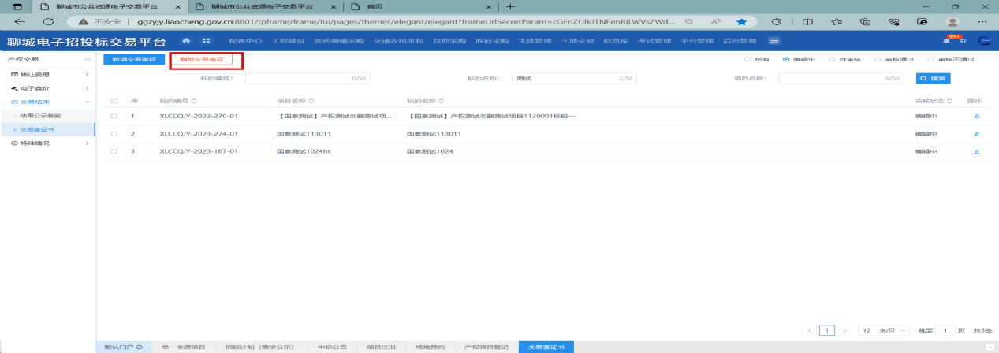 聊城市公共资源电子交易平台 聊城市公共资源电子交易平台 首页
不安全 ggzyjy.liaocheng.gov.cn:8601/tpframe/frame/fui/pages/themes/elegant/elegant?frameUrlSecretParam=cGFnZUlkJTNEenRiLWVsZWd...
聊城电子招投标交易平台 配置中心 工程建设 医药器械采购 交通农田水利 其他采购 政府采购 主体管理 土地交易 信息库 考试管理 平台管理 后台管理 99+
产权交易 新增交易鉴证 删除交易鉴证 所有 编辑中 待审核 审核通过 审核不通过
转让受理 标的编号： 0/50 标的名称： 测试 2/50 项目名称： 0/50 搜索
电子竞价
交易结束 序 标的编号 项目名称 标的名称 审核状态 操作
结果公示备案 1 XLCCQJY-2023-270-01 【国泰测试】产权测试勿删测试项... 【国泰测试】产权测试勿删测试项目1130001标段一 编辑中
交易鉴证书 2 XLCCQJY-2023-274-01 国泰测试113011 国泰测试113011 编辑中
特殊情况 3 XLCCQJY-2023-167-01 国泰测试1024hs 国泰测试1024 编辑中
1 12 条/页 跳至 1 页 共3条
默认门户 单一来源项目 招标计划（需求公示） 中标公告 项目注册 场地预约 产权项目登记 交易鉴证书